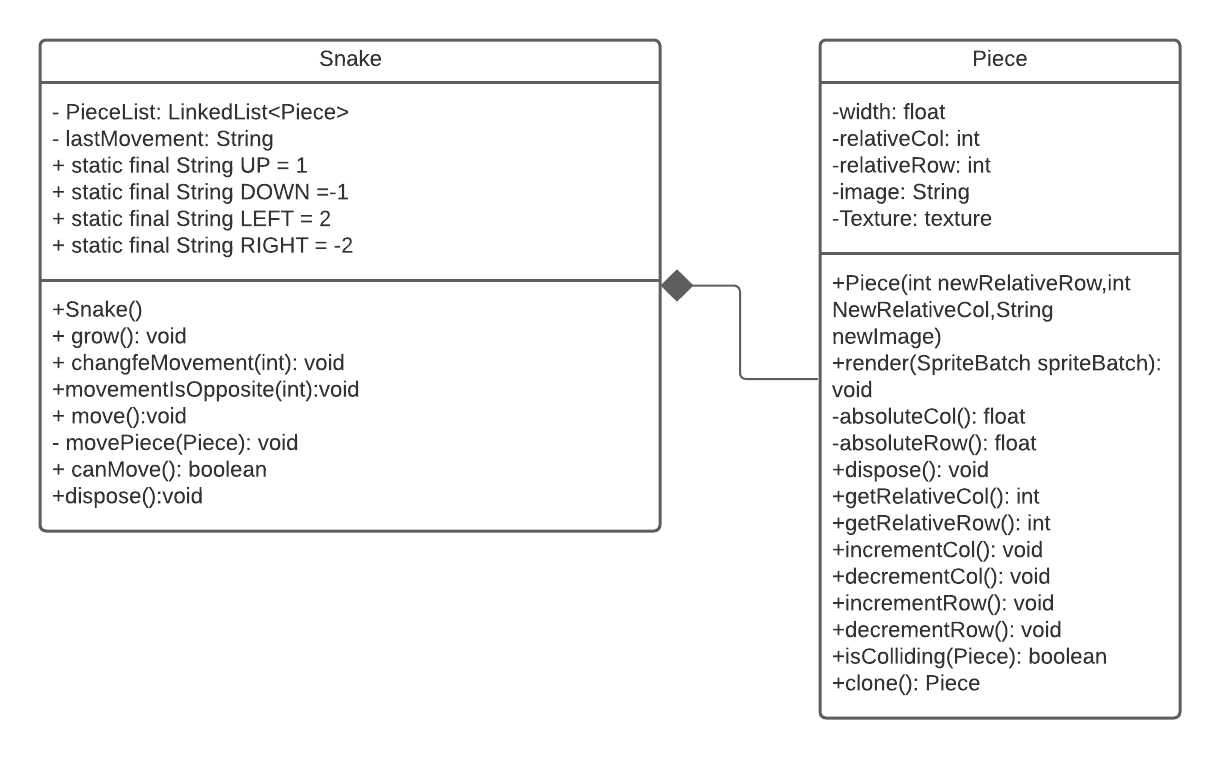 Snake
- PieceList: LinkedList<Piece>
- lastMovement: String
+ static final String UP = 1
+ static final String DOWN =-1
+ static final String LEFT = 2
+ static final String RIGHT = -2
+Snake()
+ grow(): void
+ changfeMovement(int): void
+movementIsOpposite(int):void
+ move():void
- movePiece(Piece): void
+ canMove(): boolean
+dispose():void
Piece
-width: float
-relativeCol: int
-relativeRow: int
-image: String
-Texture: texture
+Piece(int newRelativeRow,int
NewRelativeCol,String
newImage)
+render(SpriteBatch spriteBatch):
void
-absoluteCol(): float
-absoluteRow(): float
+dispose(): void
+getRelativeCol(): int
+getRelativeRow(): int
+incrementCol(): void
+decrementCol(): void
+incrementRow(): void
+decrementRow(): void
+isColliding(Piece): boolean
+clone(): Piece